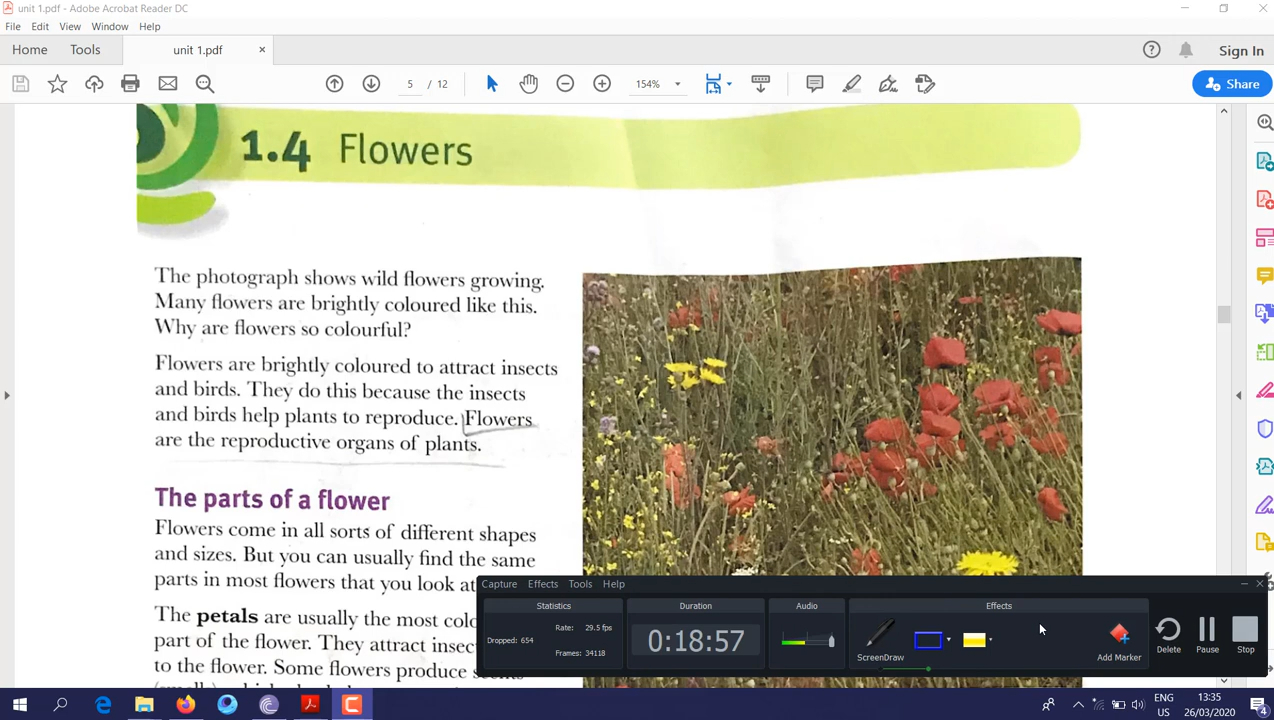 unit 1.pdf - Adobe Acrobat Reader DC
File Edit View Window Help
Home Tools unit 1.pdf × Sign In
5 / 12 154% Share
1.4 Flowers
The photograph shows wild flowers growing.
Many flowers are brightly coloured like this.
Why are flowers so colourful?
Flowers are brightly coloured to attract insects
and birds. They do this because the insects
and birds help plants to reproduce. Flowers
are the reproductive organs of plants.
The parts of a flower
Flowers come in all sorts of different shapes
and sizes. But you can usually find the same
parts in most flowers that you look at
The petals are usually the most
part of the flower. They attract
to the flower. Some flowers produce
Capture Effects Tools Help
Statistics Duration Audio Effects
Dropped: 654 Rate: 29.5 fps
Frames: 34118
0:18:57
ScreenDraw Add Marker Delete Pause Stop
ENG 13:35
US 26/03/2020 4